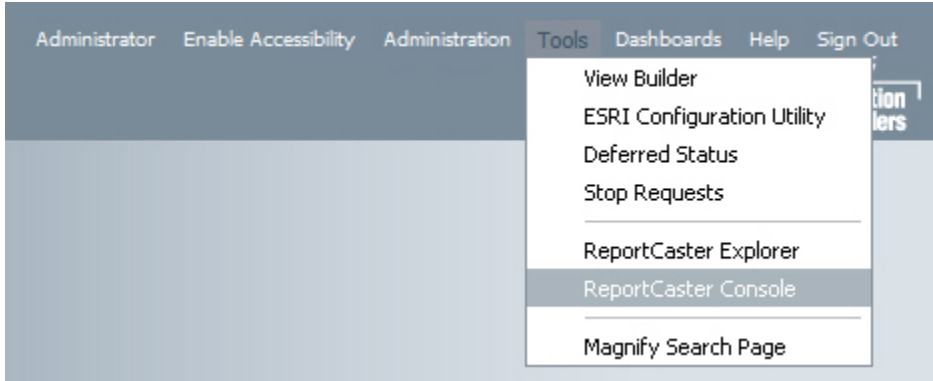 Administrator Enable Accessibility Administration Tools Dashboards Help Sign Out
View Builder
ESRI Configuration Utility
Deferred Status
Stop Requests
ReportCaster Explorer
ReportCaster Console
Magnify Search Page